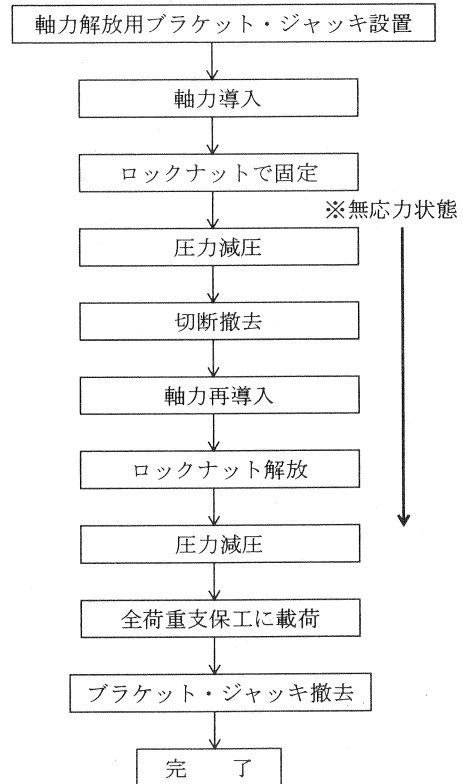 軸力解放用ブラケット・ジャッキ設置
軸力導入
ロックナットで固定
※無応力状態
圧力減圧
切断撤去
軸力再導入
ロックナット解放
圧力減圧
全荷重支保工に載荷
ブラケット・ジャッキ撤去
完　了